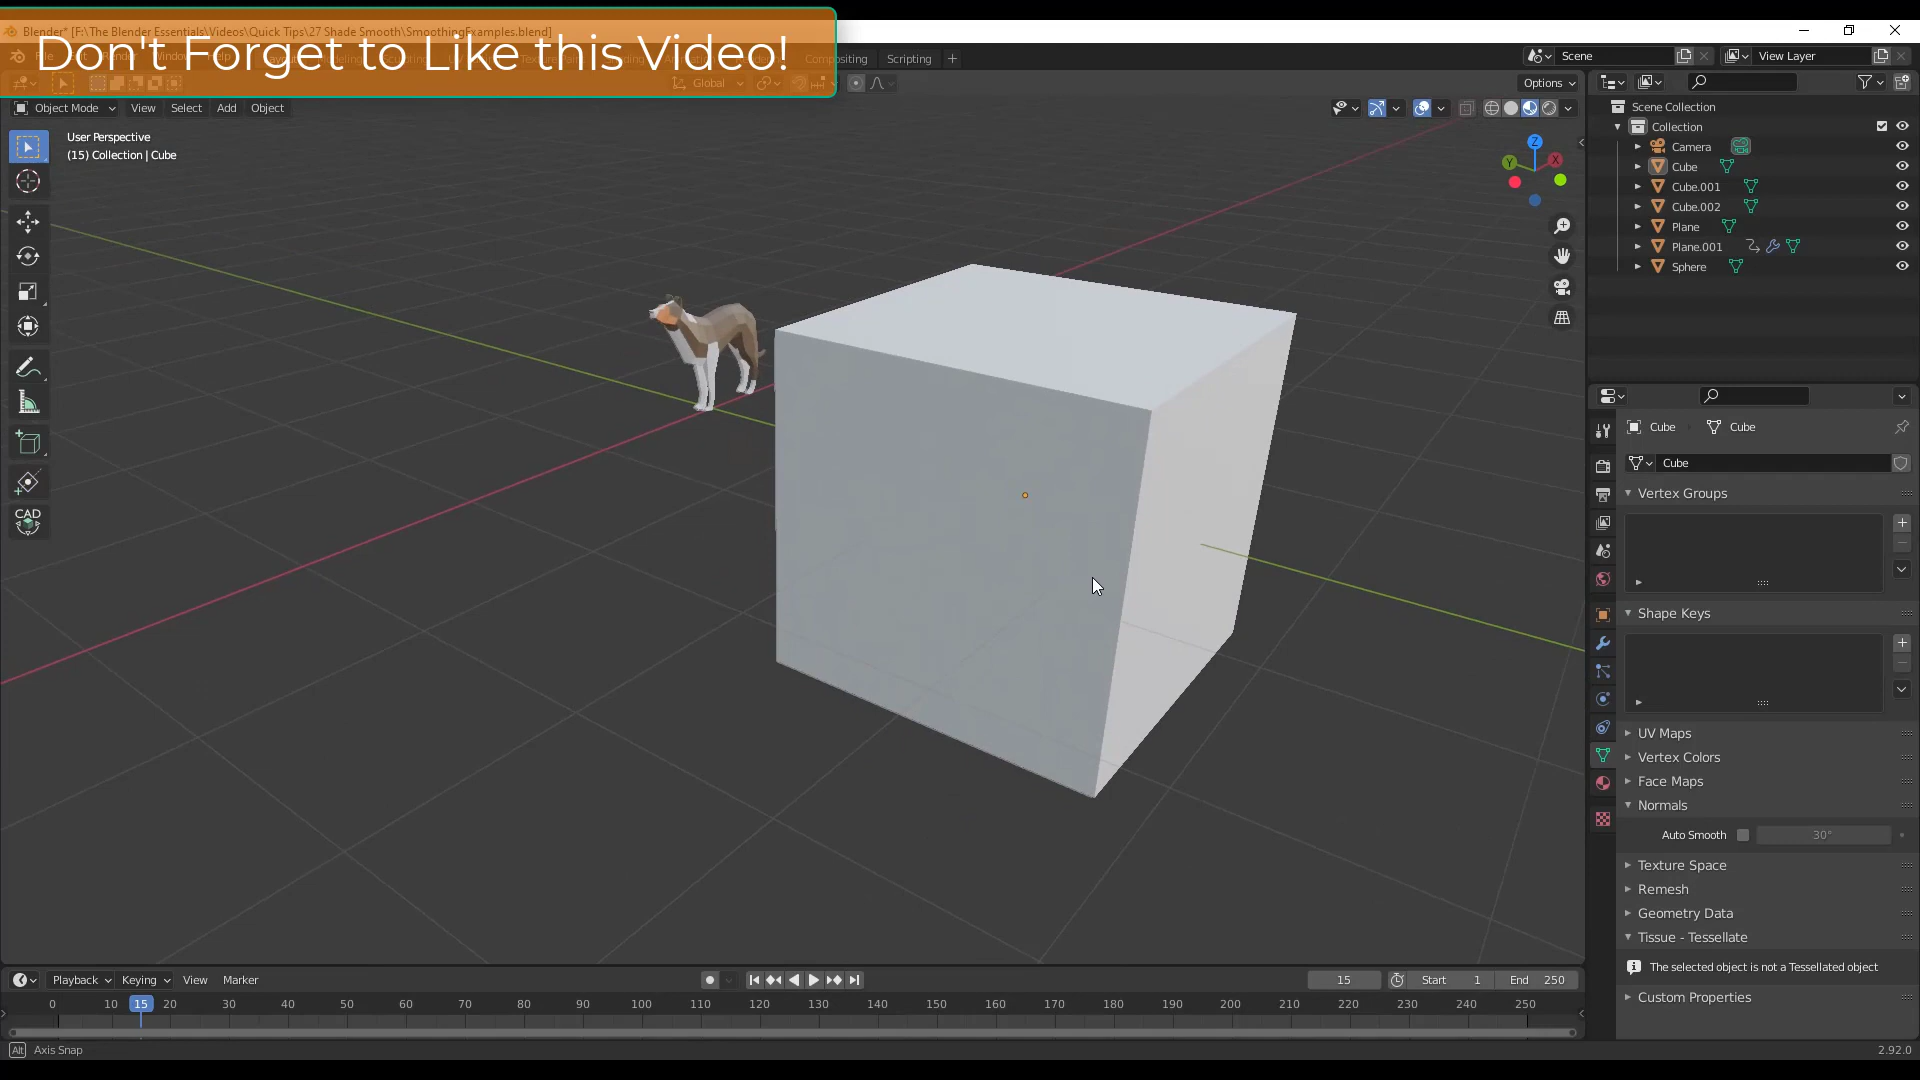 Blender* [F:\The Blender Essentials\Videos\Quick Tips\27 Shade Smooth\SmoothingExamples.blend]
Don't Forget to Like this Video!
Compositing
Scripting
Scene
View Layer
Global
Options
Object Mode
View
Select
Add
Object
User Perspective
(15) Collection | Cube
Z
Y
X
CAD
Scene Collection
Collection
Camera
Cube
Cube.001
Cube.002
Plane
Plane.001
Sphere
Cube
Cube
Cube
Vertex Groups
Shape Keys
UV Maps
Vertex Colors
Face Maps
Normals
Auto Smooth
30°
Texture Space
Remesh
Geometry Data
Tissue - Tessellate
The selected object is not a Tessellated object
Custom Properties
Playback
Keying
View
Marker
15
Start 1
End 250
0 10 15 20 30 40 50 60 70 80 90 100 110 120 130 140 150 160 170 180 190 200 210 220 230 240 250
Alt Axis Snap
2.92.0